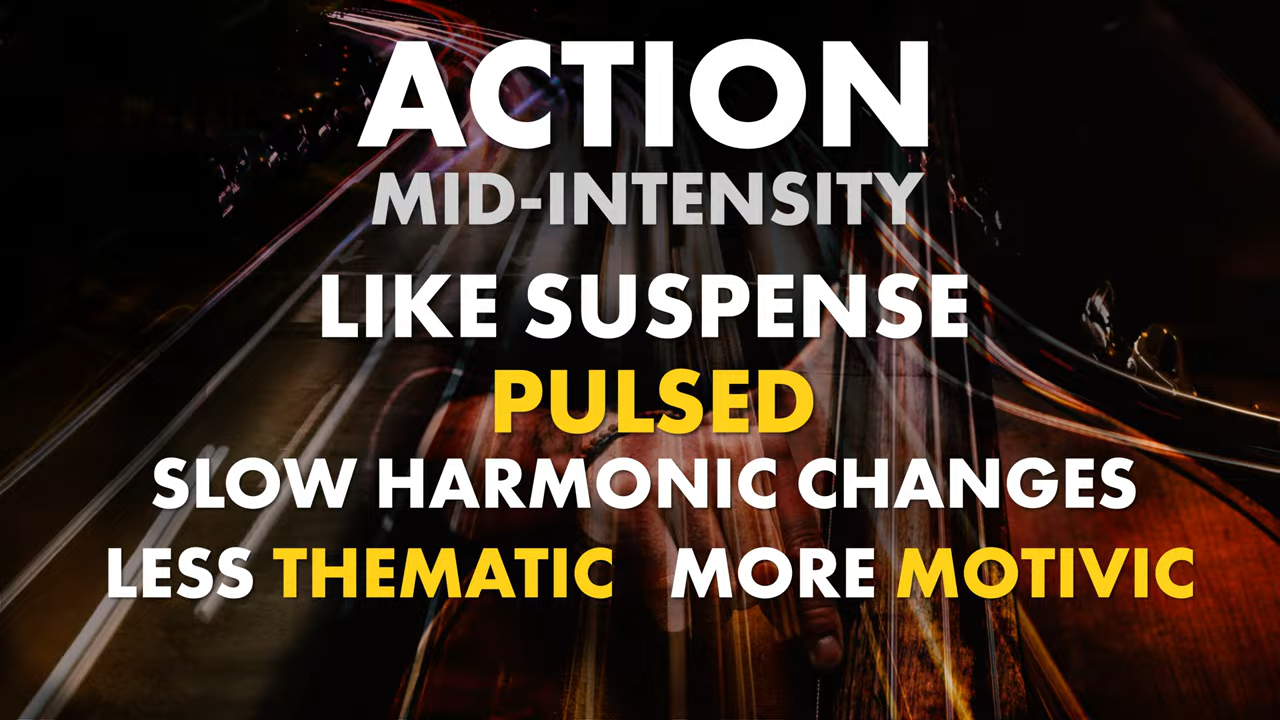 ACTION
MID-INTENSITY
LIKE SUSPENSE
PULSED
SLOW HARMONIC CHANGES
LESS THEMATIC MORE MOTIVIC